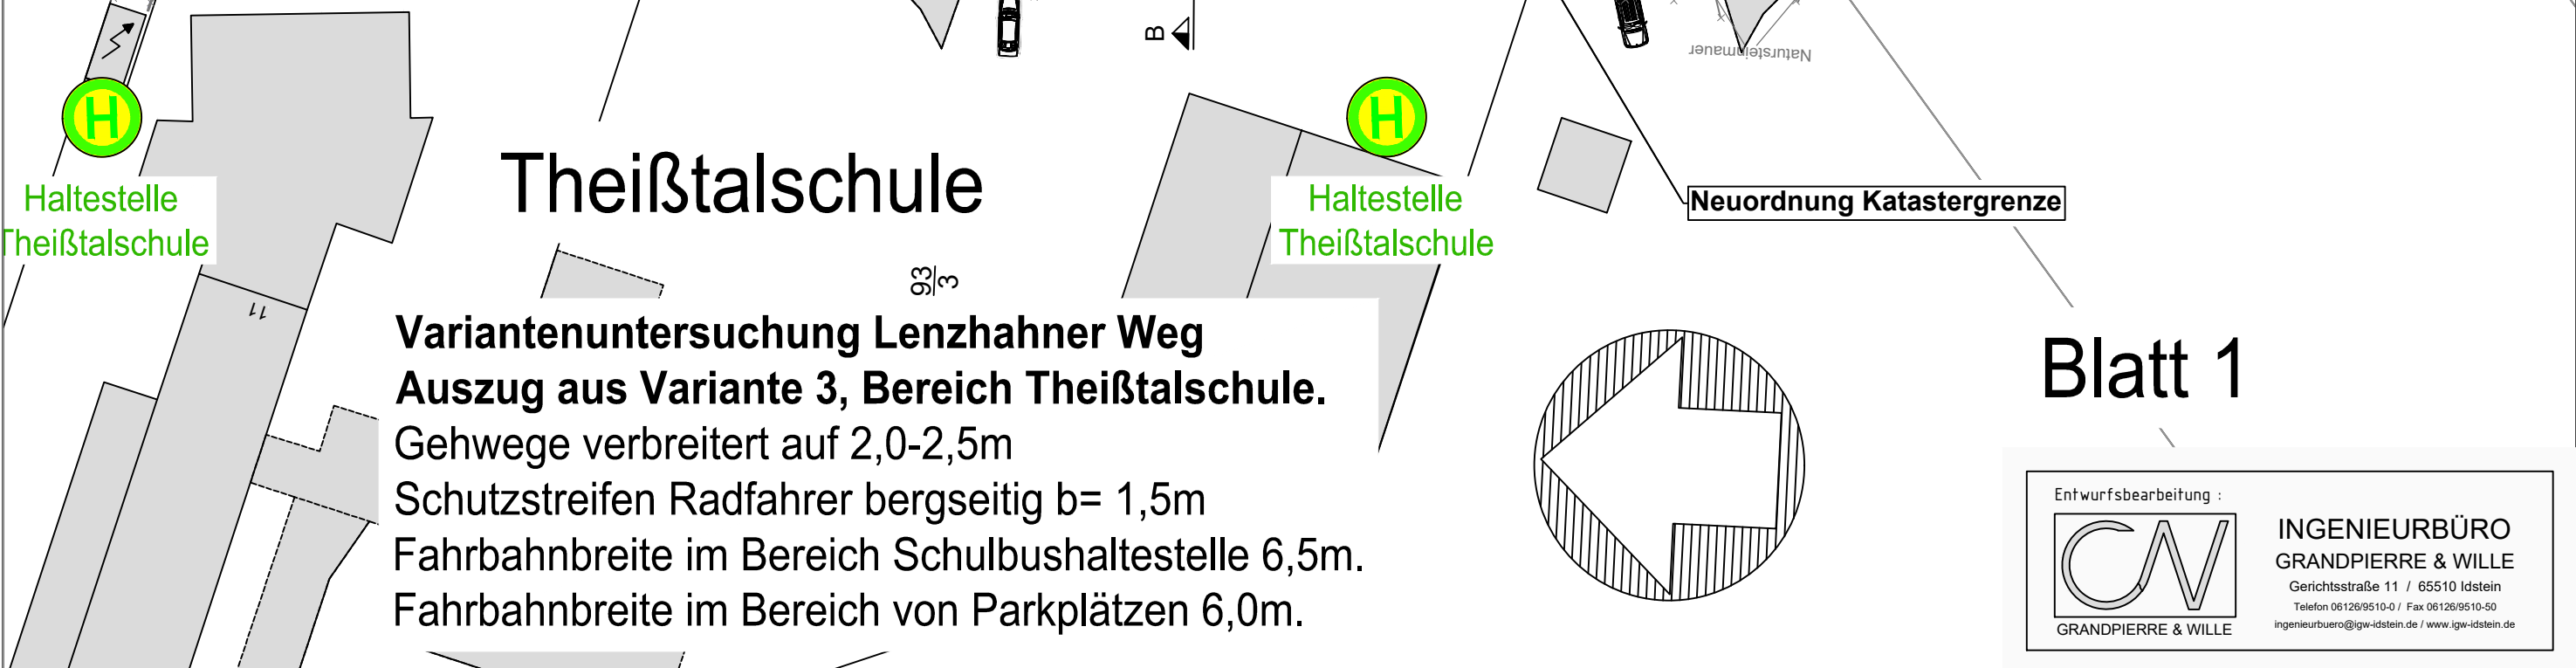 B
Natursteinmauer
Haltestelle
Theißtalschule
Theißtalschule
Haltestelle
Theißtalschule
Neuordnung Katastergrenze
93
3
11
Variantenuntersuchung Lenzhahner Weg
Auszug aus Variante 3, Bereich Theißtalschule.
Gehwege verbreitert auf 2,0-2,5m
Schutzstreifen Radfahrer bergseitig b= 1,5m
Fahrbahnbreite im Bereich Schulbushaltestelle 6,5m.
Fahrbahnbreite im Bereich von Parkplätzen 6,0m.
H
H
Blatt 1
Entwurfsbearbeitung :
GRANDPIERRE & WILLE
INGENIEURBÜRO
GRANDPIERRE & WILLE
Gerichtsstraße 11 / 65510 Idstein
Telefon 06126/9510-0 / Fax 06126/9510-50
ingenieurbuero@igw-idstein.de / www.igw-idstein.de